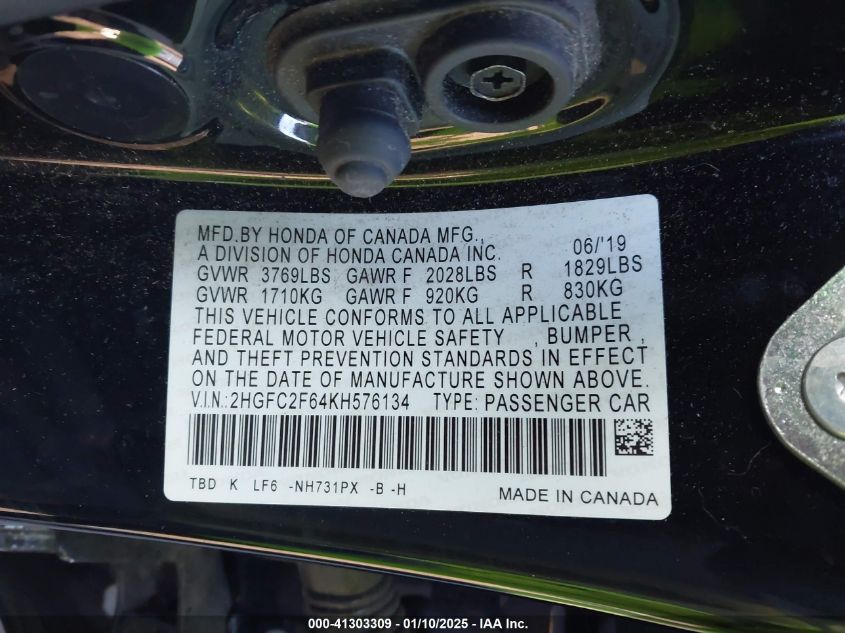 MFD.BY HONDA OF CANADA MFG.,
A DIVISION OF HONDA CANADA INC. 06/'19
GVWR 3769LBS GAWR F 2028LBS R 1829LBS
GVWR 1710KG GAWR F 920KG R 830KG
THIS VEHICLE CONFORMS TO ALL APPLICABLE
FEDERAL MOTOR VEHICLE SAFETY , BUMPER ,
AND THEFT PREVENTION STANDARDS IN EFFECT
ON THE DATE OF MANUFACTURE SHOWN ABOVE.
V.I.N.: 2HGFC2F64KH576134 TYPE: PASSENGER CAR
TBD K LF6 -NH731PX -B -H MADE IN CANADA
000-41303309 - 01/10/2025 - IAA Inc.